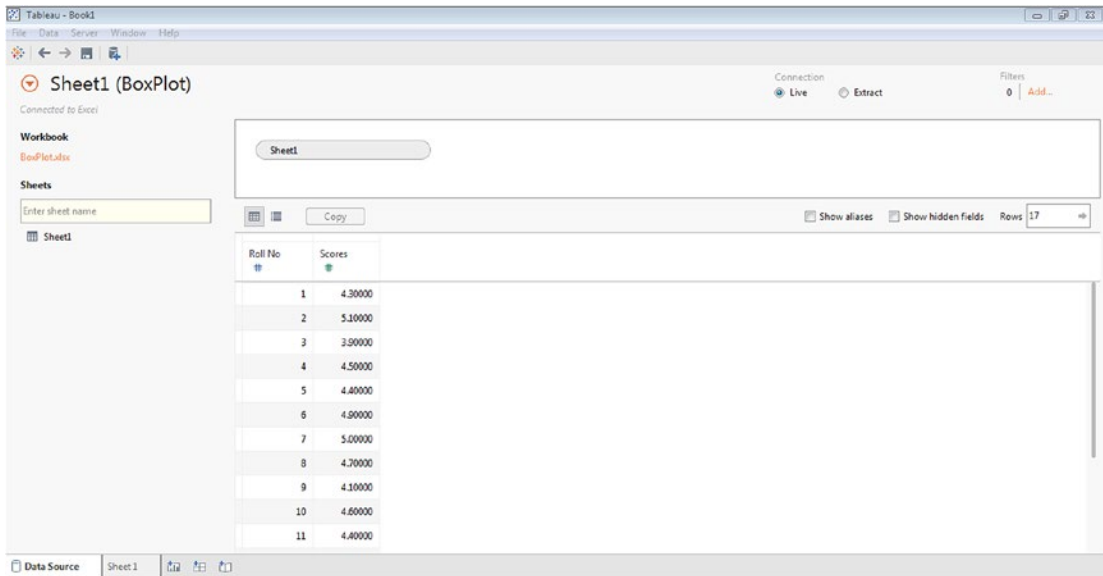 Tableau - Book1
File Data Server Window Help
Sheet1 (BoxPlot)
Connected to Excel
Connection
Live Extract
Filters
0 Add...
Workbook
BoxPlot.xlsx
Sheets
Enter sheet name
Sheet1
Sheet1
Copy
Show aliases Show hidden fields Rows 17
Roll No Scores
1 4.30000
2 5.10000
3 3.90000
4 4.50000
5 4.40000
6 4.90000
7 5.00000
8 4.70000
9 4.10000
10 4.60000
11 4.40000
Data Source Sheet 1